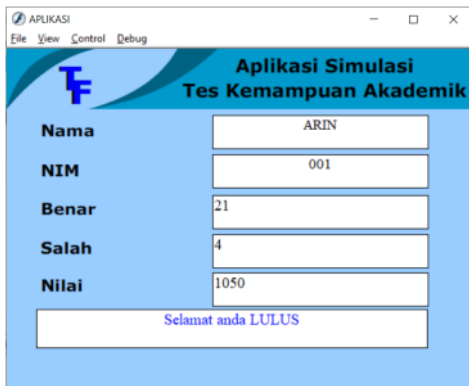 APLIKASI
File View Control Debug
TF
Aplikasi Simulasi
Tes Kemampuan Akademik
Nama ARIN
NIM 001
Benar 21
Salah 4
Nilai 1050
Selamat anda LULUS